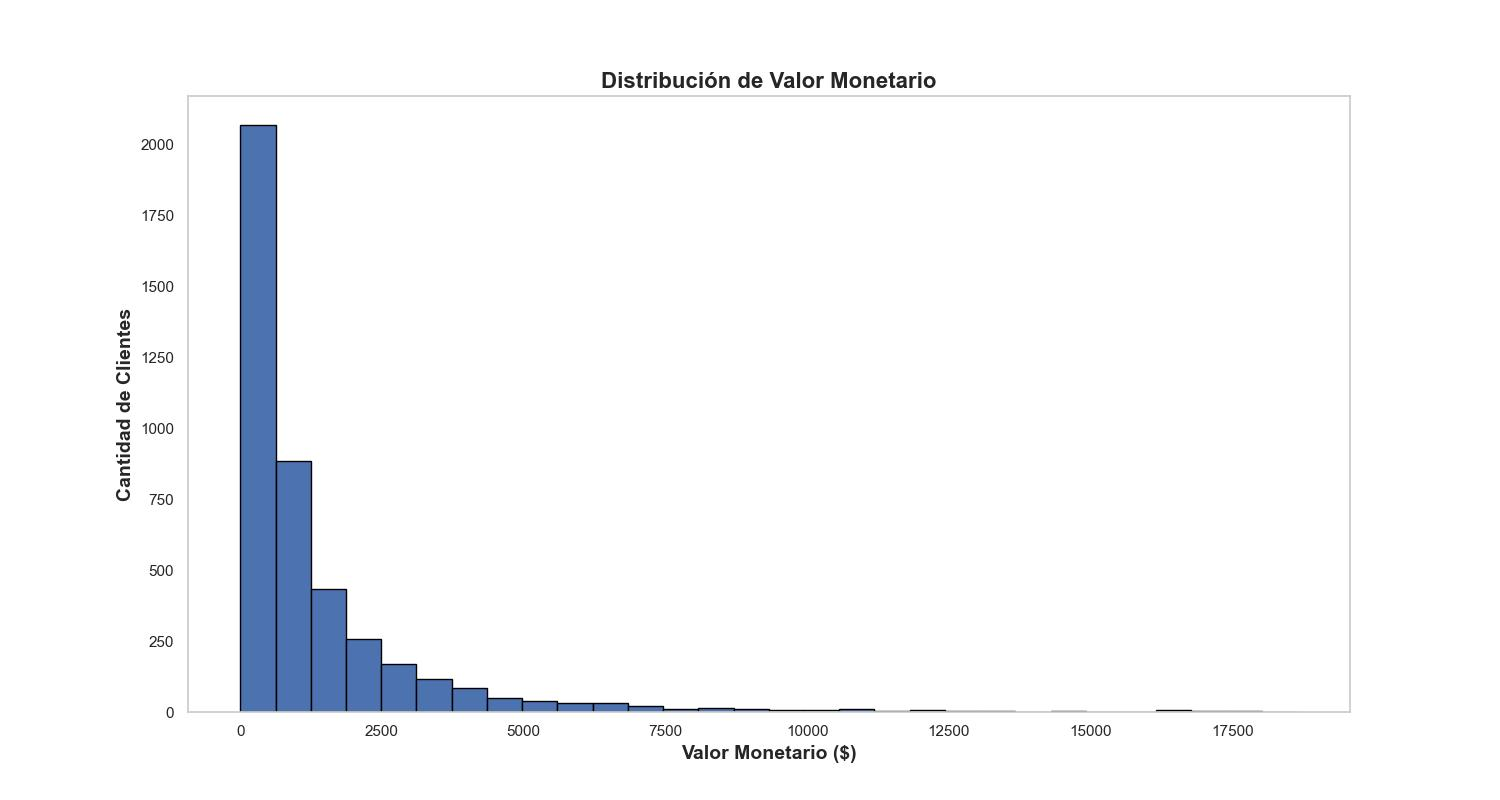 Distribución de Valor Monetario
Cantidad de Clientes
2000
1750
1500
1250
1000
750
500
250
0
0 2500 5000 7500 10000 12500 15000 17500
Valor Monetario ($)